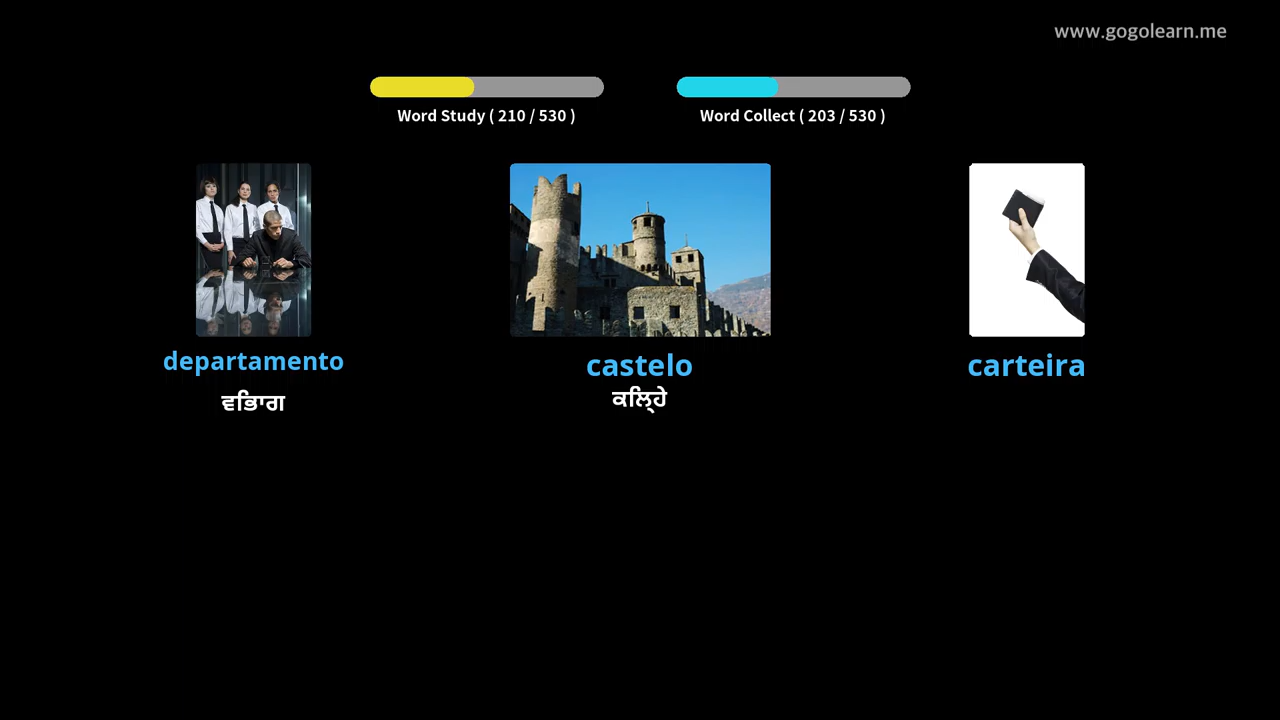 www.gogolearn.me
Word Study ( 210 / 530 )
Word Collect ( 203 / 530 )
departamento
castelo
carteira
ਵਿਭਾਗ
ਕਿਲ੍ਹੇ